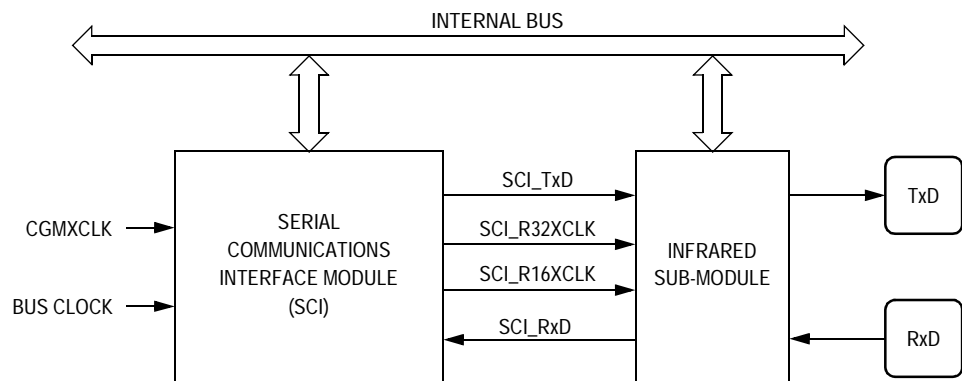 INTERNAL BUS
SCI_TxD
TxD
CGMXCLK
SERIAL
COMMUNICATIONS
INTERFACE MODULE
(SCI)
SCI_R32XCLK
INFRARED
SUB-MODULE
SCI_R16XCLK
BUS CLOCK
SCI_RxD
RxD